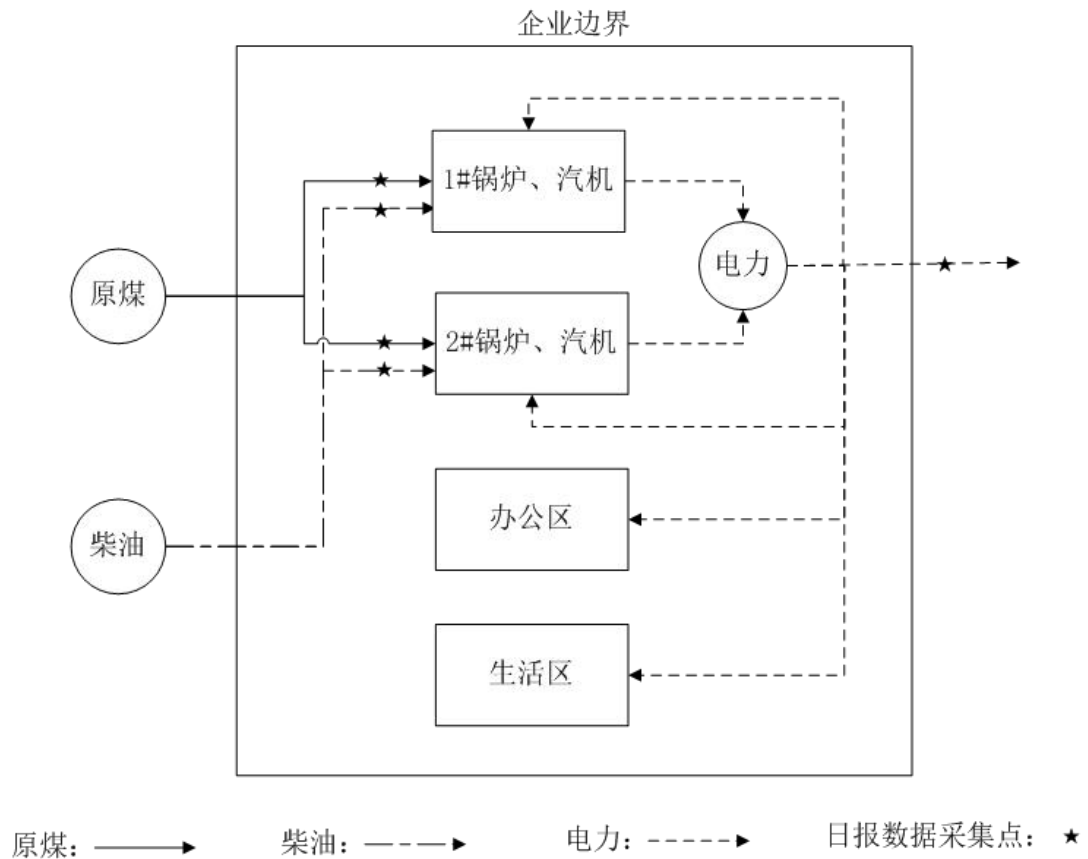 企业边界
1#锅炉、汽机
电力
原煤
2#锅炉、汽机
办公区
柴油
生活区
原煤：
柴油：
电力：
日报数据采集点：★